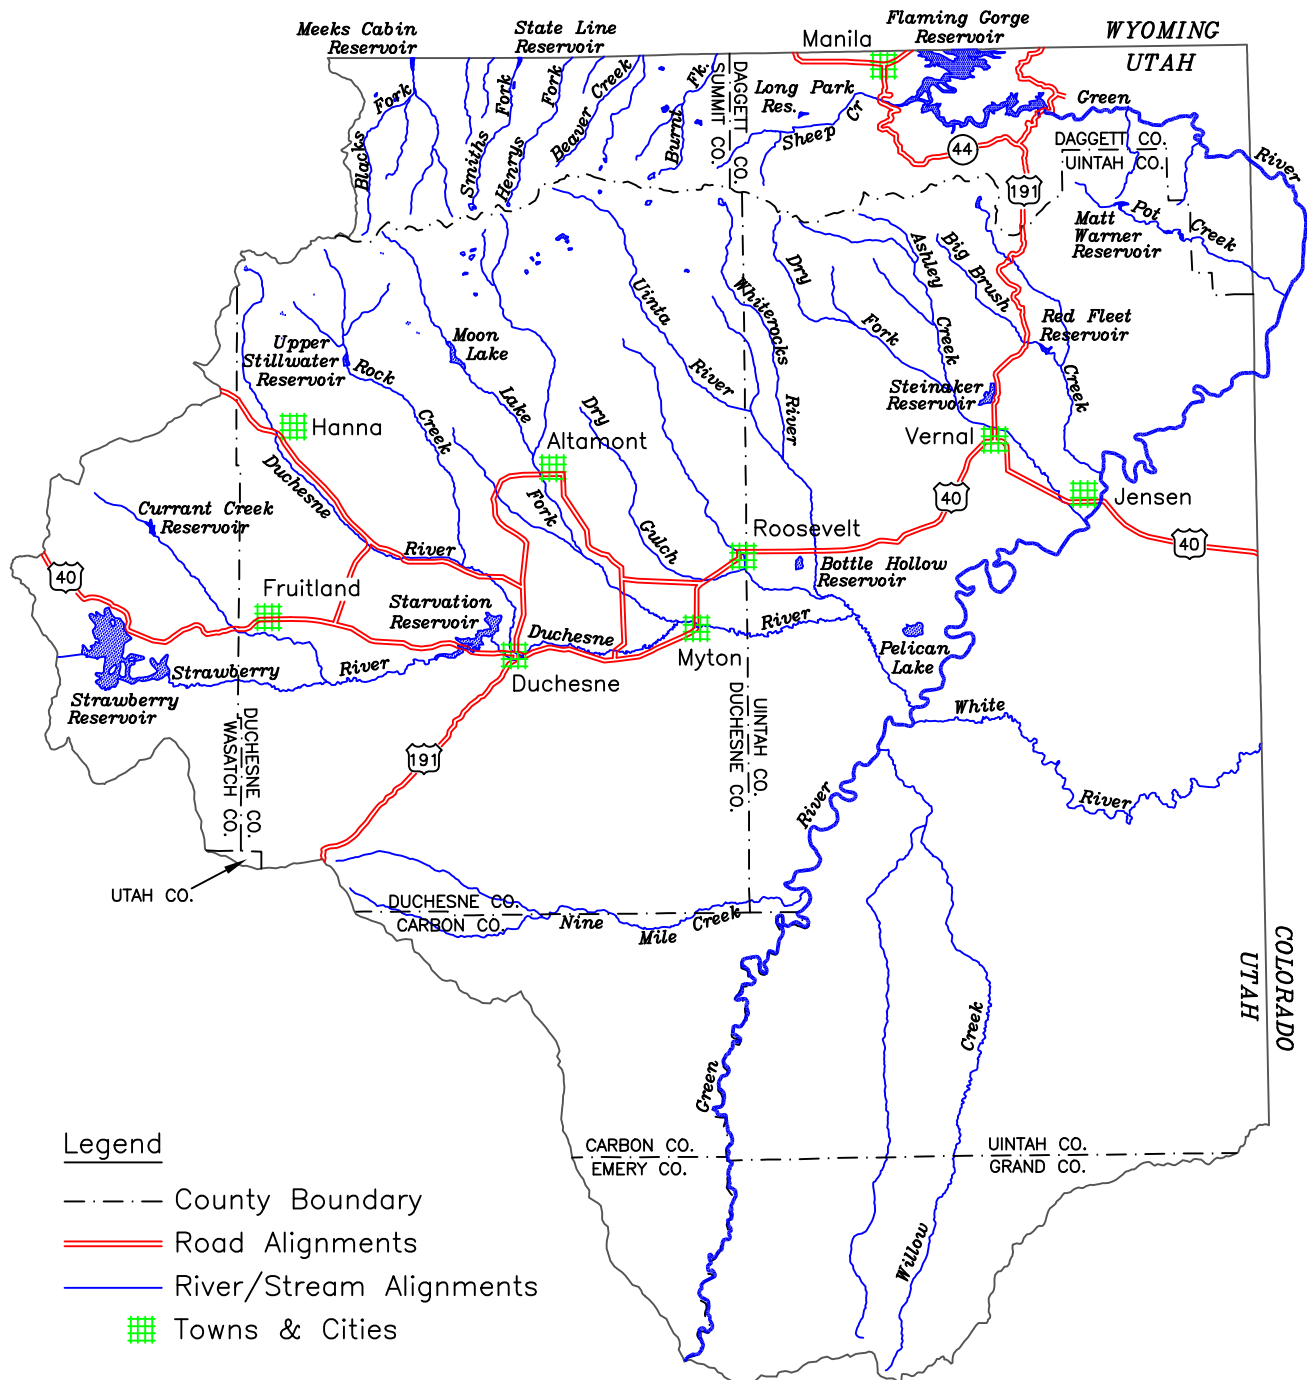 Meeks Cabin
Reservoir
State Line
Reservoir
Flaming Gorge
Reservoir
Manila
WYOMING
UTAH
Blacks
Fork
Smiths
Fork
Henrys
Fork
Beaver Creek
Burnt
Fk.
DAGGETT CO.
SUMMIT CO.
Long Park
Res.
Sheep
Cr
44
191
Green
River
DAGGETT CO.
UINTAH CO.
Matt
Warner
Reservoir
Pot
Creek
Upper
Stillwater
Reservoir
Rock
Creek
Moon
Lake
Lake
Fork
Uinta
River
Whiterocks
River
Dry
Fork
Ashley
Creek
Big Brush
Creek
Red Fleet
Reservoir
Steinaker
Reservoir
Hanna
Altamont
Dry
Gulch
Vernal
Jensen
40
40
Duchesne
River
Currant Creek
Reservoir
Roosevelt
Bottle Hollow
Reservoir
40
Fruitland
Starvation
Reservoir
Duchesne
River
Myton
Pelican
Lake
Strawberry
River
Strawberry
Reservoir
Duchesne
White
River
DUCHESNE CO.
WASATCH CO.
UINTAH CO.
DUCHESNE CO.
191
River
UTAH CO.
DUCHESNE CO.
CARBON CO.
Nine
Mile
Creek
COLORADO
UTAH
Green
Creek
Willow
CARBON CO.
EMERY CO.
UINTAH CO.
GRAND CO.
Legend
County Boundary
Road Alignments
River/Stream Alignments
Towns & Cities